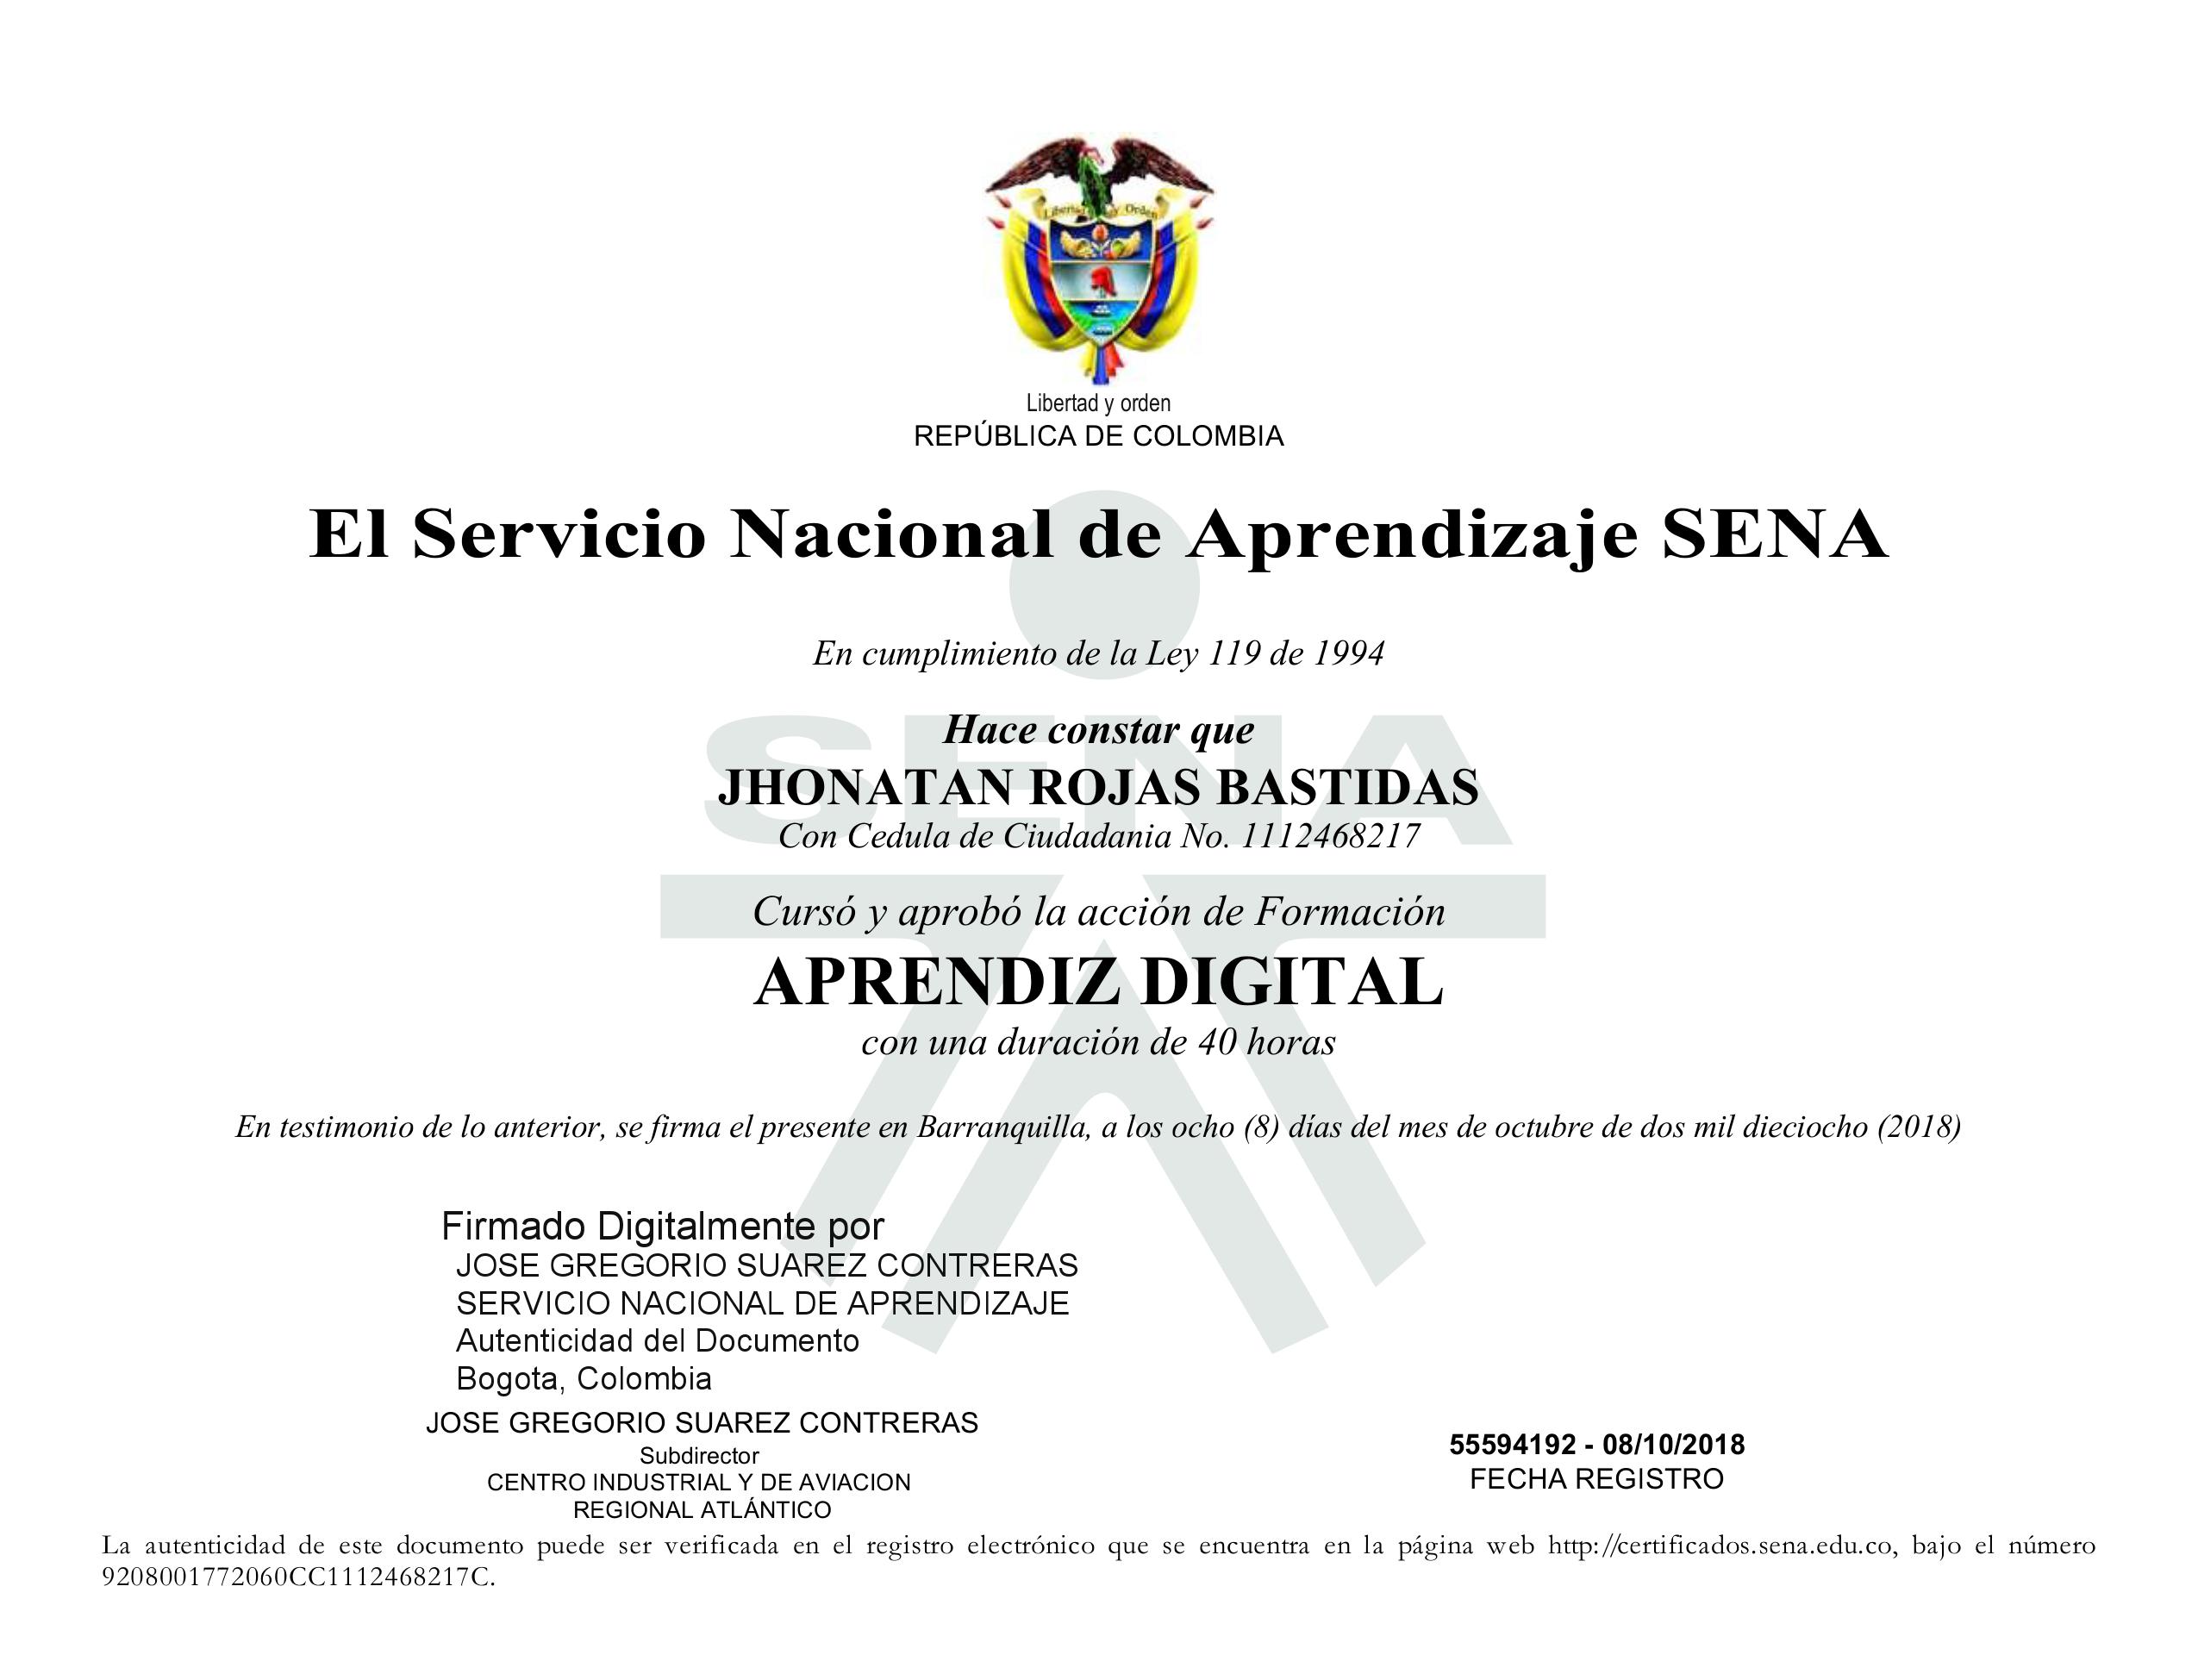 Libertad y Orden
Libertad y orden
REPÚBLICA DE COLOMBIA
El Servicio Nacional de Aprendizaje SENA
En cumplimiento de la Ley 119 de 1994
Hace constar que
SENA
JHONATAN ROJAS BASTIDAS
Con Cedula de Ciudadania No. 1112468217
Cursó y aprobó la acción de Formación
APRENDIZ DIGITAL
con una duración de 40 horas
En testimonio de lo anterior, se firma el presente en Barranquilla, a los ocho (8) días del mes de octubre de dos mil dieciocho (2018)
Firmado Digitalmente por
JOSE GREGORIO SUAREZ CONTRERAS
SERVICIO NACIONAL DE APRENDIZAJE
Autenticidad del Documento
Bogota, Colombia
JOSE GREGORIO SUAREZ CONTRERAS
Subdirector
CENTRO INDUSTRIAL Y DE AVIACION
REGIONAL ATLÁNTICO
55594192 - 08/10/2018
FECHA REGISTRO
La autenticidad de este documento puede ser verificada en el registro electrónico que se encuentra en la página web http://certificados.sena.edu.co, bajo el número
9208001772060CC1112468217C.